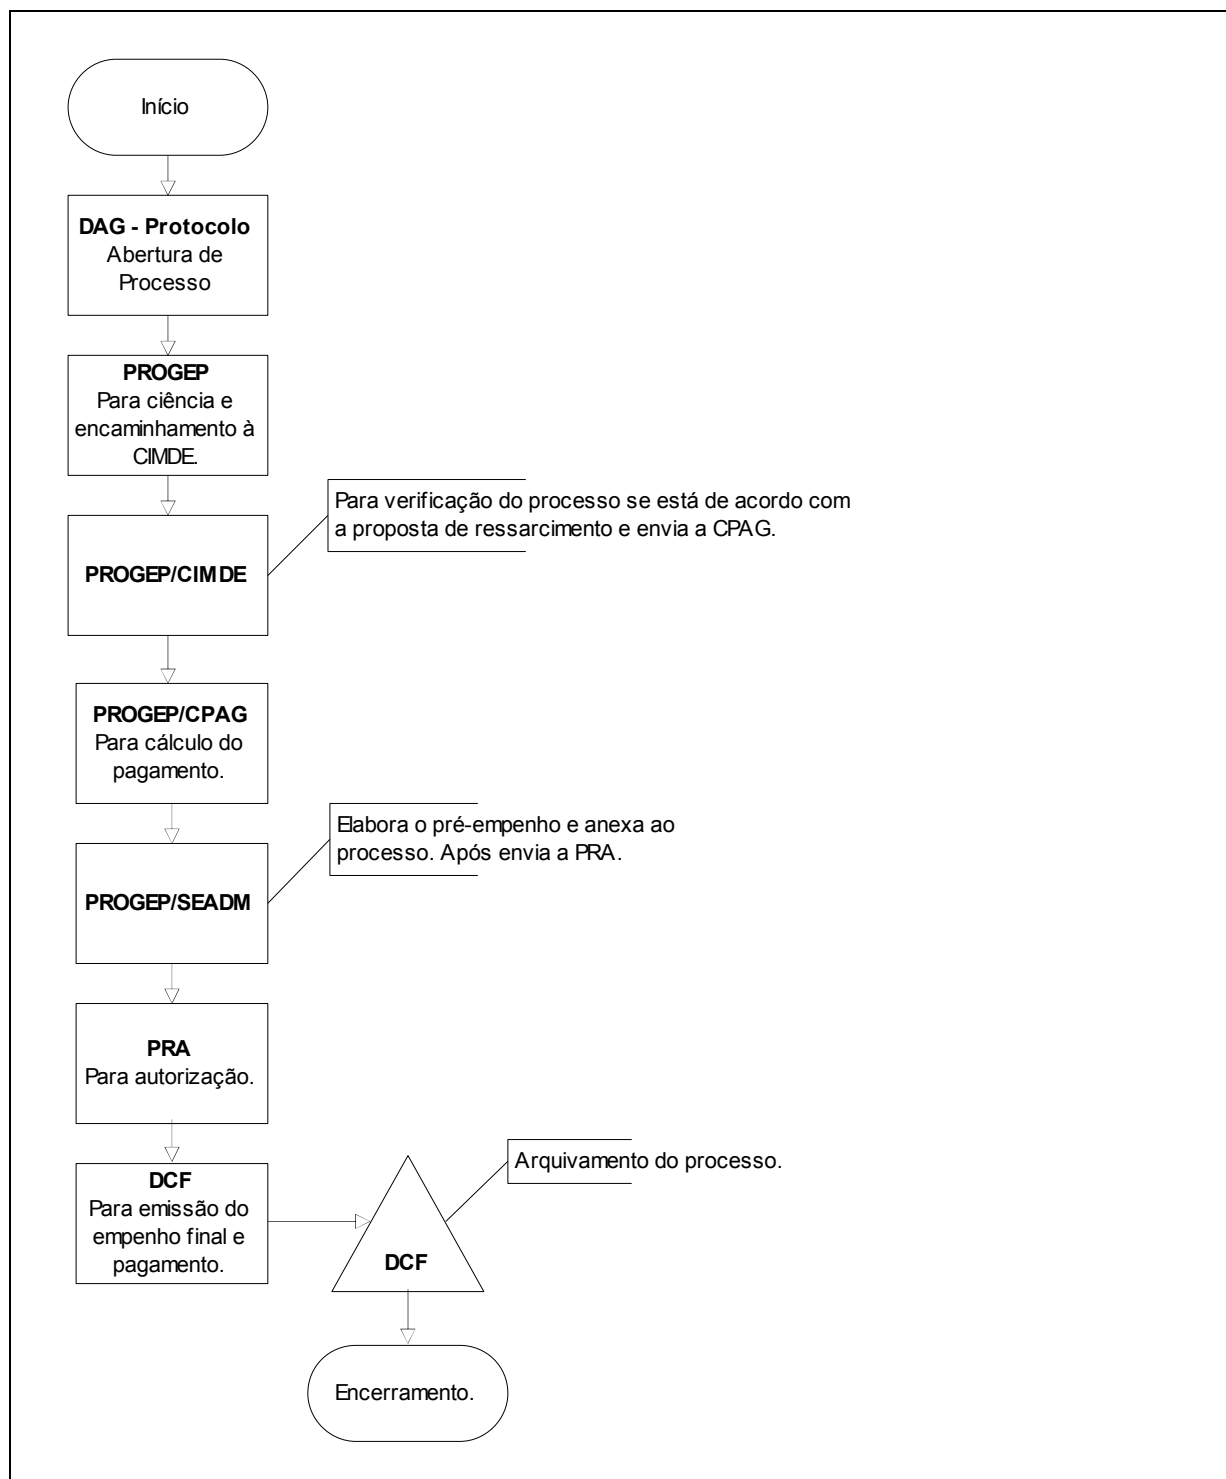 Início
DAG - Protocolo
Abertura de
Processo
PROGEP
Para ciência e
encaminhamento à
CIMDE.
Para verificação do processo se está de acordo com
a proposta de ressarcimento e envia a CPAG.
PROGEP/CIMDE
PROGEP/CPAG
Para cálculo do
pagamento.
Elabora o pré-empenho e anexa ao
processo. Após envia a PRA.
PROGEP/SEADM
PRA
Para autorização.
DCF
Para emissão do
empenho final e
pagamento.
Arquivamento do processo.
DCF
Encerramento.